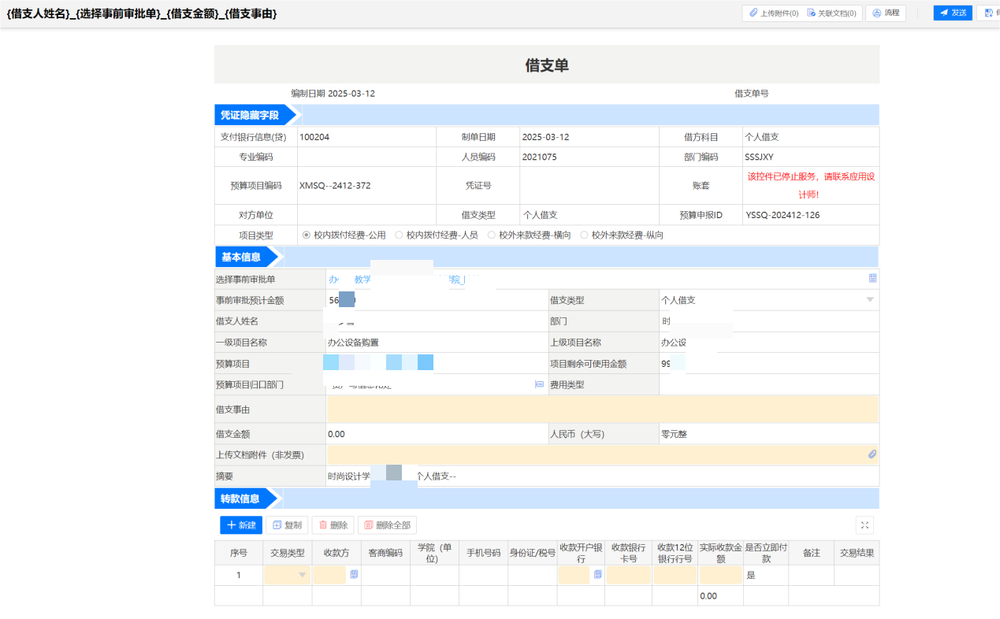 {借支人姓名}_{选择事前审批单}_{借支金额}_{借支事由}
上传附件(0) 关联文档(0) 流程 发送
借支单
编制日期 2025-03-12 借支单号
凭证隐藏字段
支付银行信息(贷) 100204 制单日期 2025-03-12 借方科目 个人借支
专业编码 人员编码 2021075 部门编码 SSSJXY
预算项目编码 XMSQ--2412-372 凭证号 账套 该控件已停止服务，请联系应用设
计师!
对方单位 借支类型 个人借支 预算申报ID YSSQ-202412-126
项目类型 校内拨付经费-公用 校内拨付经费-人员 校外来款经费-横向 校外来款经费-纵向
基本信息
选择事前审批单 办 教学 学院
事前审批预计金额 56 借支类型 个人借支
借支人姓名 部门 时
一级项目名称 办公设备购置 上级项目名称 办公设
预算项目 项目剩余可使用金额 99
预算项目归口部门 费用类型
借支事由
借支金额 0.00 人民币（大写） 零元整
上传文档附件（非发票）
摘要 时尚设计学 个人借支--
转款信息
新建 复制 删除 删除全部
序号 交易类型 收款方 客商编码 学院（单
位） 手机号码 身份证/税号 收款开户银
行 收款银行
卡号 收款12位
银行行号 实际收款金
额 是否立即付
款 备注 交易结果
1 是
0.00